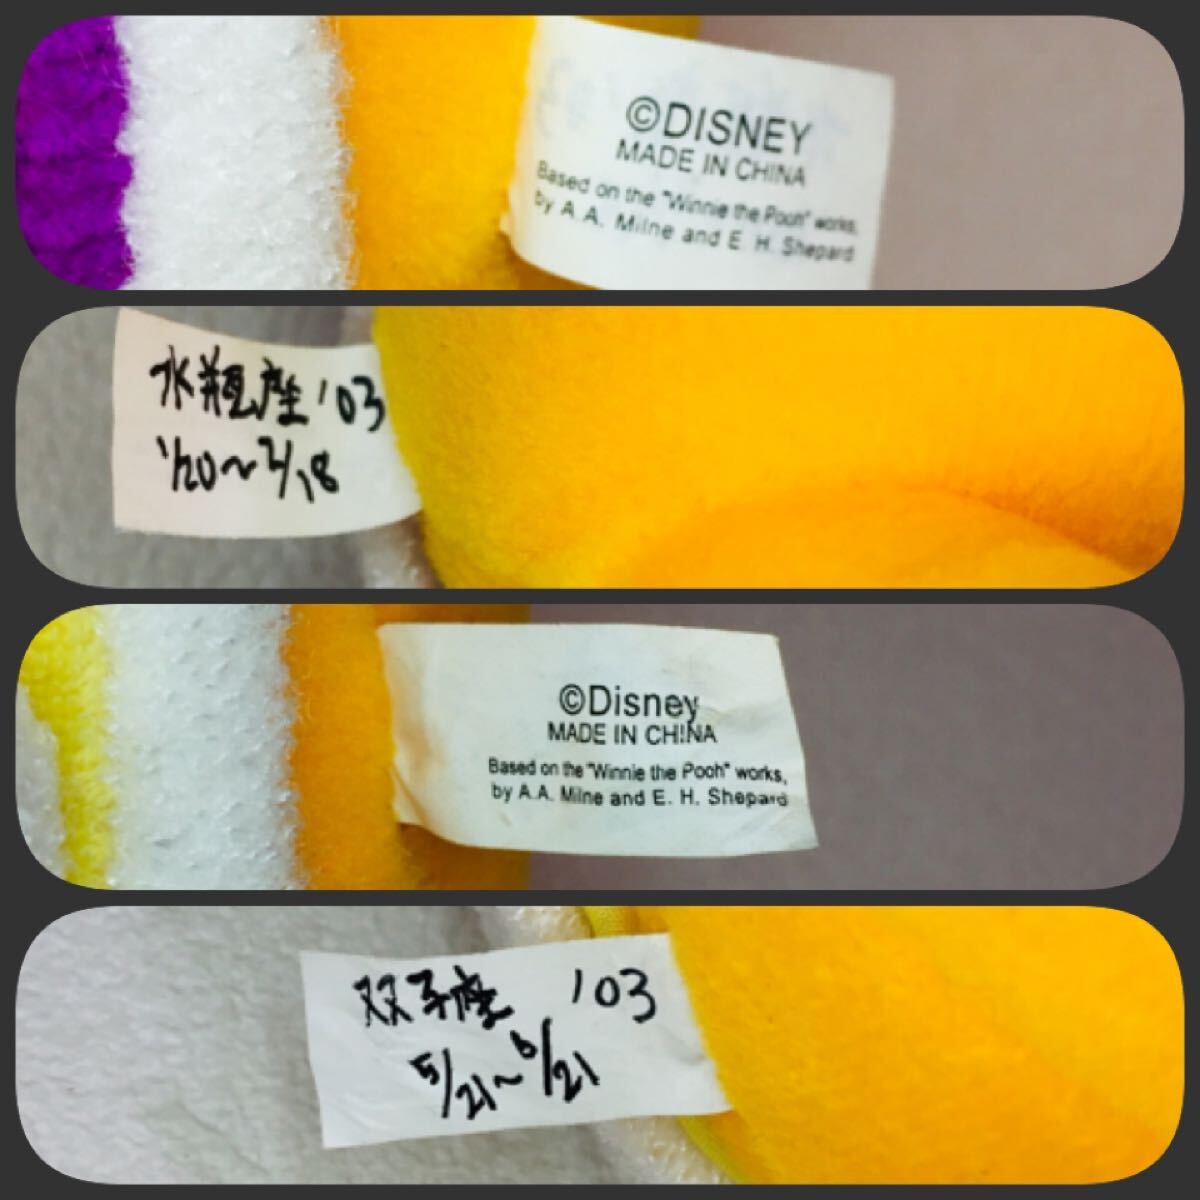 ©DISNEY
MADE IN CHINA
Based on the "Winnie the Pooh" works,
by A.A. Milne and E. H. Shepard
水瓶座 '03
1/20~2/18
©Disney
MADE IN CHINA
Based on the "Winnie the Pooh" works,
by A.A. Milne and E. H. Shepard
双子座 '03
5/21~6/21